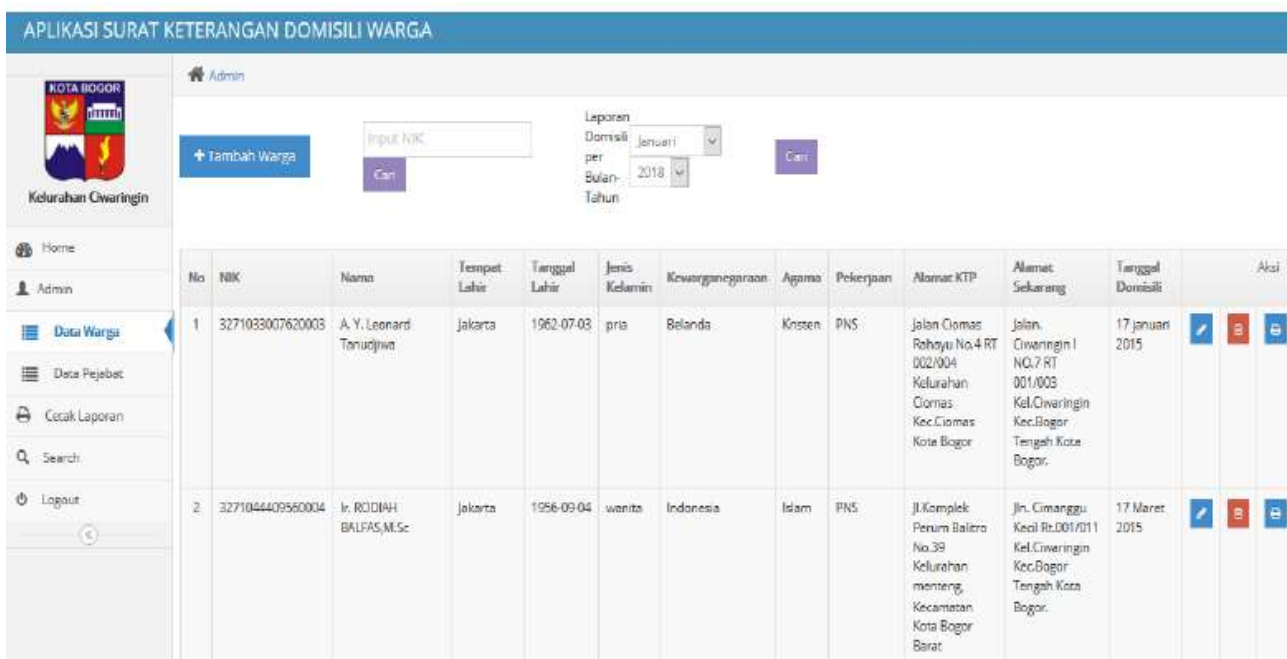 APLIKASI SURAT KETERANGAN DOMISILI WARGA
KOTA BOGOR
Kelurahan Ciwaringin
Home
Admin
Data Warga
Data Pejabat
Cetak Laporan
Search
Logout
Admin
+ Tambah Warga
Input NIK
Cari
Laporan
Domisili
per
Bulan-
Tahun
Januari
2018
Cari
No NIK Nama Tempat Lahir Tanggal Lahir Jenis Kelamin Kewarganegaraan Agama Pekerjaan Alamat KTP Alamat Sekarang Tanggal Domisili Aksi
1 3271033007620003 A. Y. Leonard Tanudjiwa Jakarta 1962-07-03 pria Belanda Kristen PNS
Jalan Ciomas
Rahayu No.4 RT
002/004
Kelurahan
Ciomas
Kec.Ciomas
Kota Bogor
Jalan.
Ciwaringin I
NO.7 RT
001/003
Kel.Ciwaringin
Kec.Bogor
Tengah Kota
Bogor.
17 januari
2015
2 3271044409560004 Ir. RODIAH BALFAS,M.Sc Jakarta 1956-09-04 wanita Indonesia Islam PNS
Jl.Komplek
Perum Balitro
No.39
Kelurahan
menteng,
Kecamatan
Kota Bogor
Barat
Jln. Cimanggu
Kecil Rt.001/011
Kel.Ciwaringin
Kec.Bogor
Tengah Kota
Bogor.
17 Maret
2015